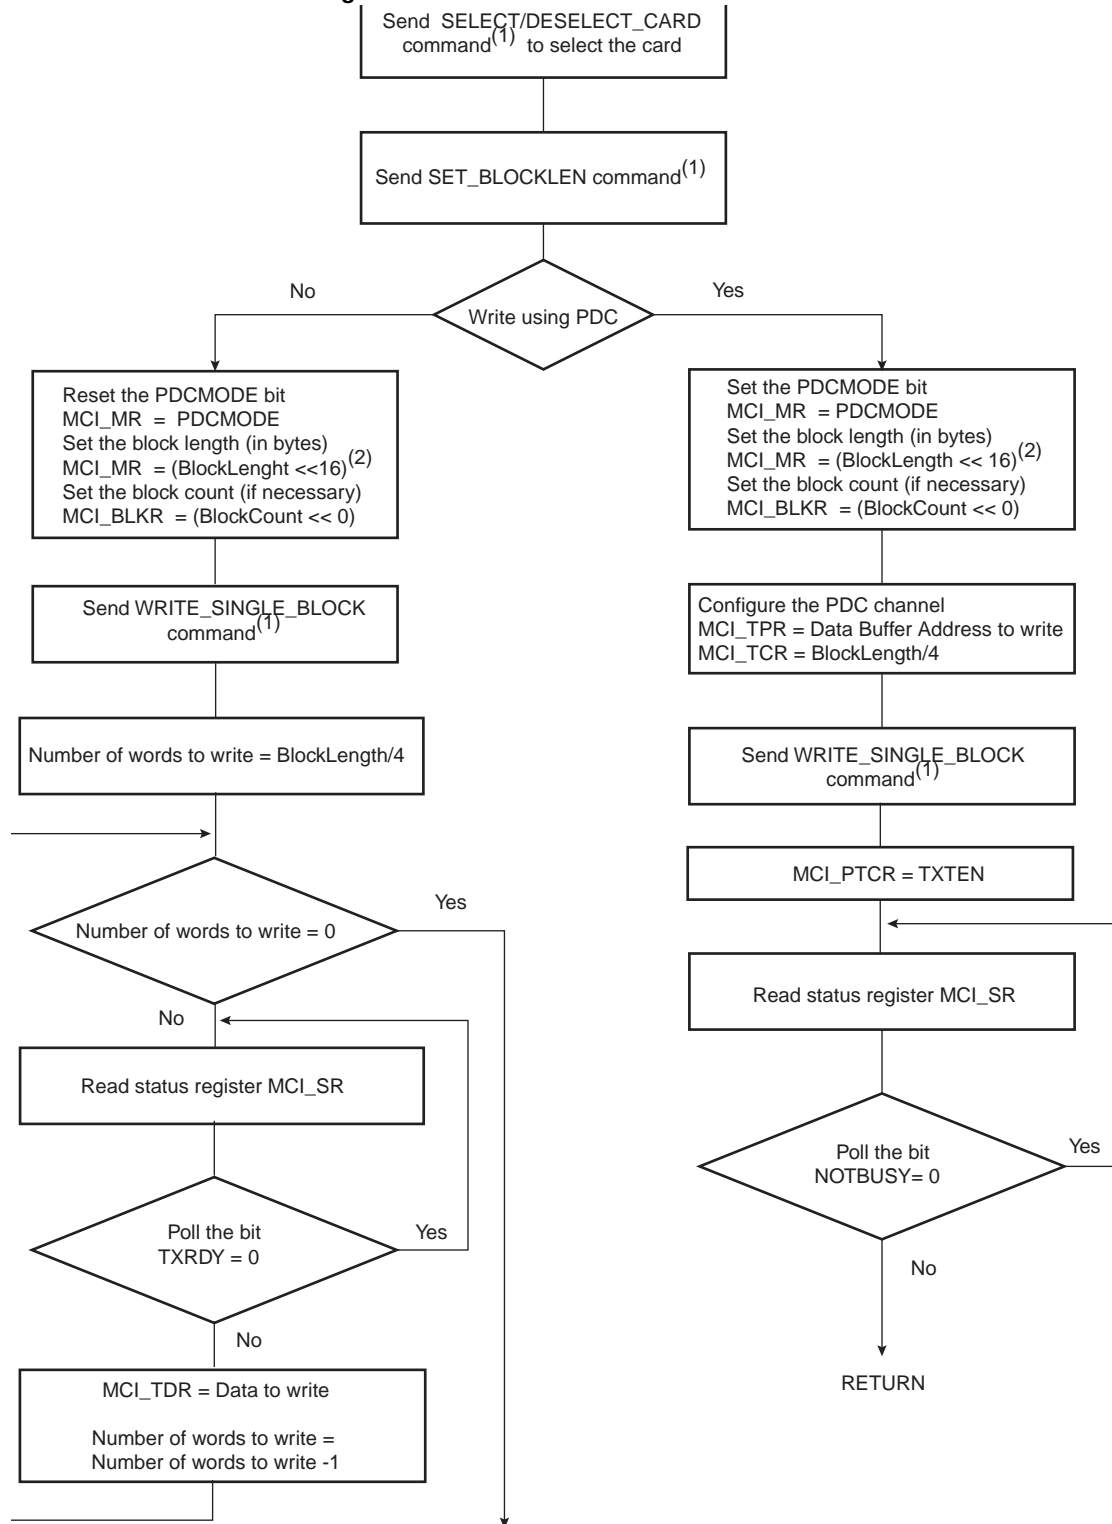 Send SELECT/DESELECT_CARD
command(1) to select the card
Send SET_BLOCKLEN command(1)
No
Yes
Write using PDC
Reset the PDCMODE bit
MCI_MR = PDCMODE
Set the block length (in bytes)
MCI_MR = (BlockLenght <<16)(2)
Set the block count (if necessary)
MCI_BLKR = (BlockCount << 0)
Set the PDCMODE bit
MCI_MR = PDCMODE
Set the block length (in bytes)
MCI_MR = (BlockLength << 16)(2)
Set the block count (if necessary)
MCI_BLKR = (BlockCount << 0)
Send WRITE_SINGLE_BLOCK
command(1)
Configure the PDC channel
MCI_TPR = Data Buffer Address to write
MCI_TCR = BlockLength/4
Number of words to write = BlockLength/4
Send WRITE_SINGLE_BLOCK
command(1)
MCI_PTCR = TXTEN
Number of words to write = 0
Yes
No
Read status register MCI_SR
Read status register MCI_SR
Poll the bit
TXRDY = 0
Yes
No
Poll the bit
NOTBUSY= 0
Yes
No
MCI_TDR = Data to write
Number of words to write =
Number of words to write -1
RETURN